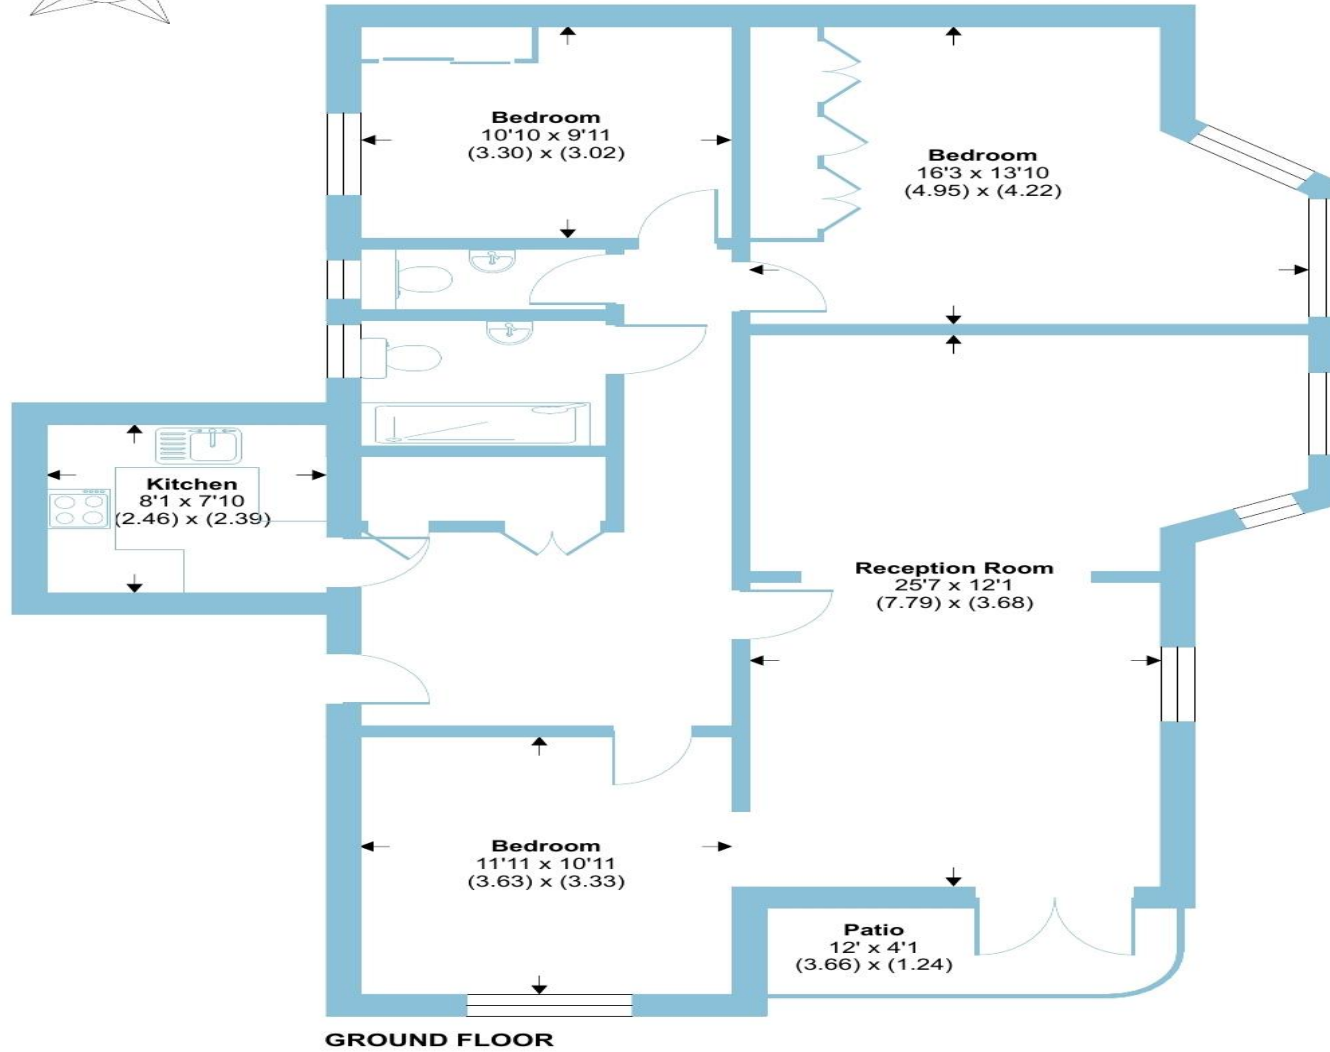 Bedroom
10'10 x 9'11
(3.30) x (3.02)
Bedroom
16'3 x 13'10
(4.95) x (4.22)
Kitchen
8'1 x 7'10
(2.46) x (2.39)
Reception Room
25'7 x 12'1
(7.79) x (3.68)
Bedroom
11'11 x 10'11
(3.63) x (3.33)
Patio
12' x 4'1
(3.66) x (1.24)
GROUND FLOOR